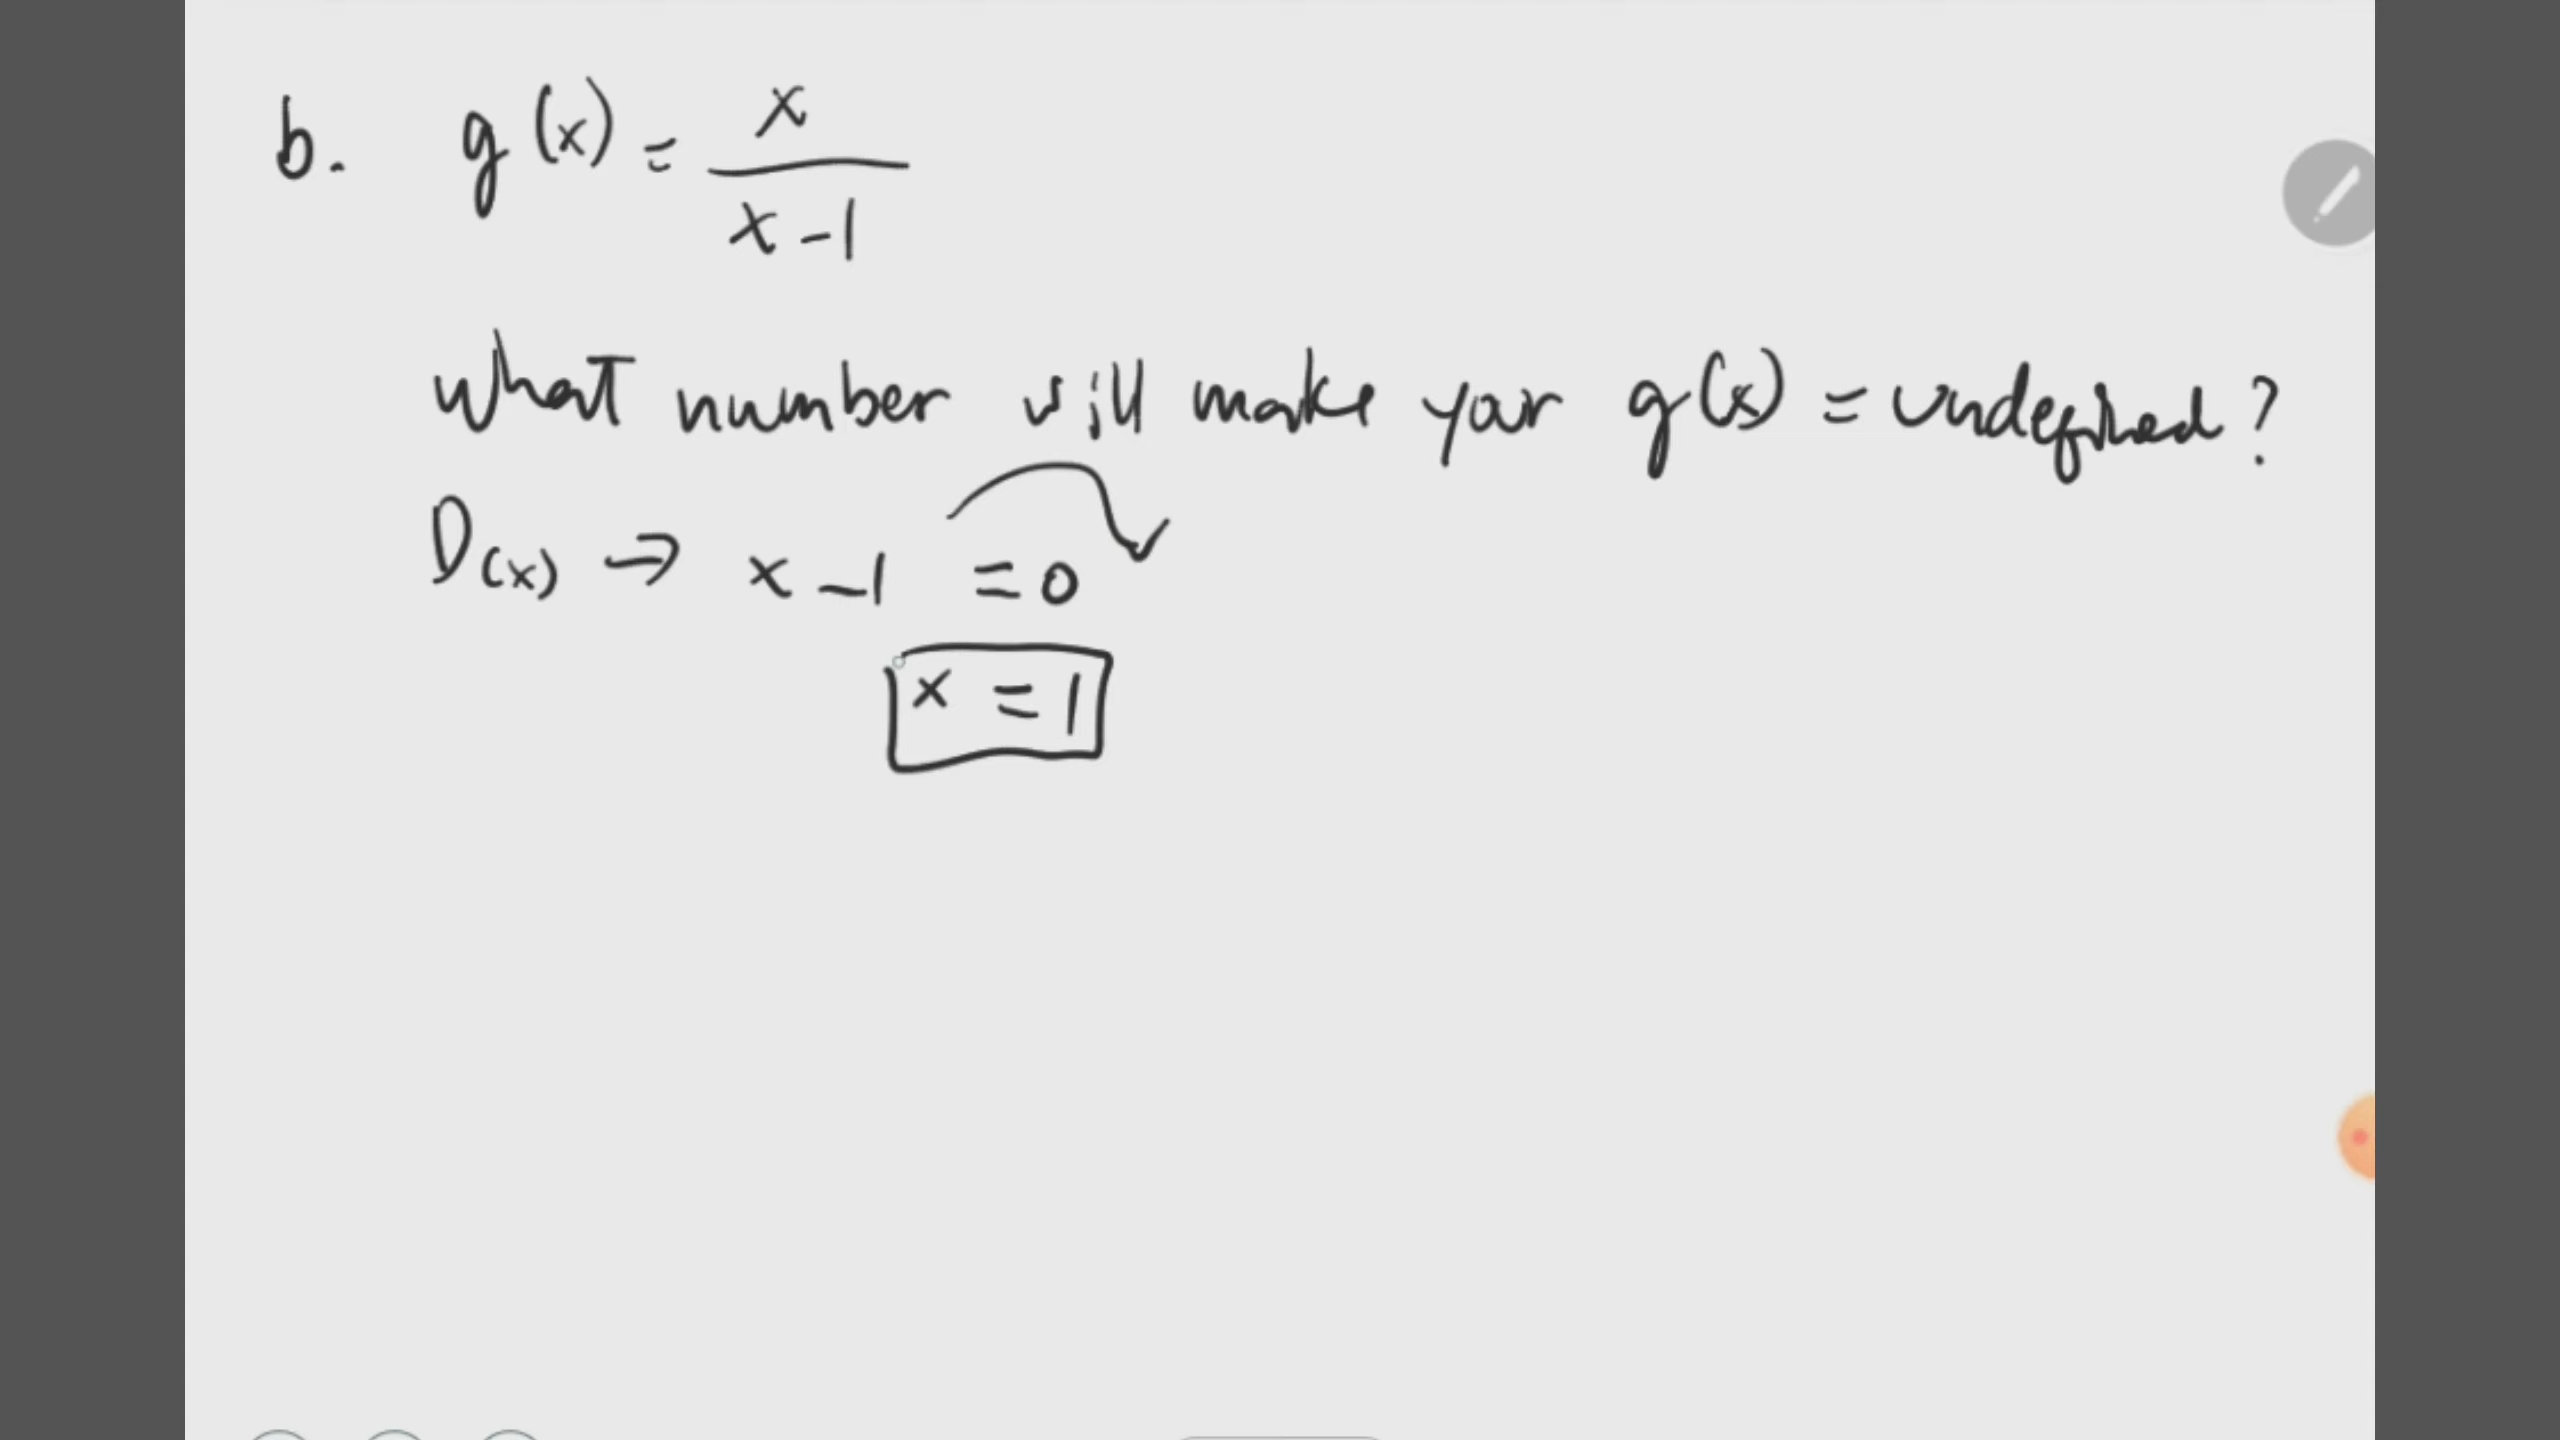 b. g(x) = x / x - 1
What number will make your g(x) = undefined?
D(x) → x - 1 = 0
x = 1